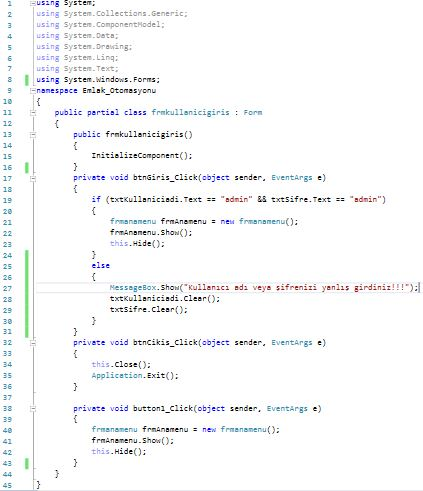 1 using System;
2 using System.Collections.Generic;
3 using System.ComponentModel;
4 using System.Data;
5 using System.Drawing;
6 using System.Linq;
7 using System.Text;
8 using System.Windows.Forms;
9 namespace Emlak_Otomasyonu
10 {
11 public partial class frmkullanicigiris : Form
12 {
13 public frmkullanicigiris()
14 {
15 InitializeComponent();
16 }
17 private void btnGiris_Click(object sender, EventArgs e)
18 {
19 if (txtKullaniciadi.Text == "admin" && txtSifre.Text == "admin")
20 {
21 frmanamenu frmAnamenu = new frmanamenu();
22 frmAnamenu.Show();
23 this.Hide();
24 }
25 else
26 {
27 MessageBox.Show("Kullanıcı adı veya şifrenizi yanlış girdiniz!!!");
28 txtKullaniciadi.Clear();
29 txtSifre.Clear();
30 }
31 }
32 private void btnCikis_Click(object sender, EventArgs e)
33 {
34 this.Close();
35 Application.Exit();
36 }
37
38 private void button1_Click(object sender, EventArgs e)
39 {
40 frmanamenu frmAnamenu = new frmanamenu();
41 frmAnamenu.Show();
42 this.Hide();
43 }
44 }
45 }